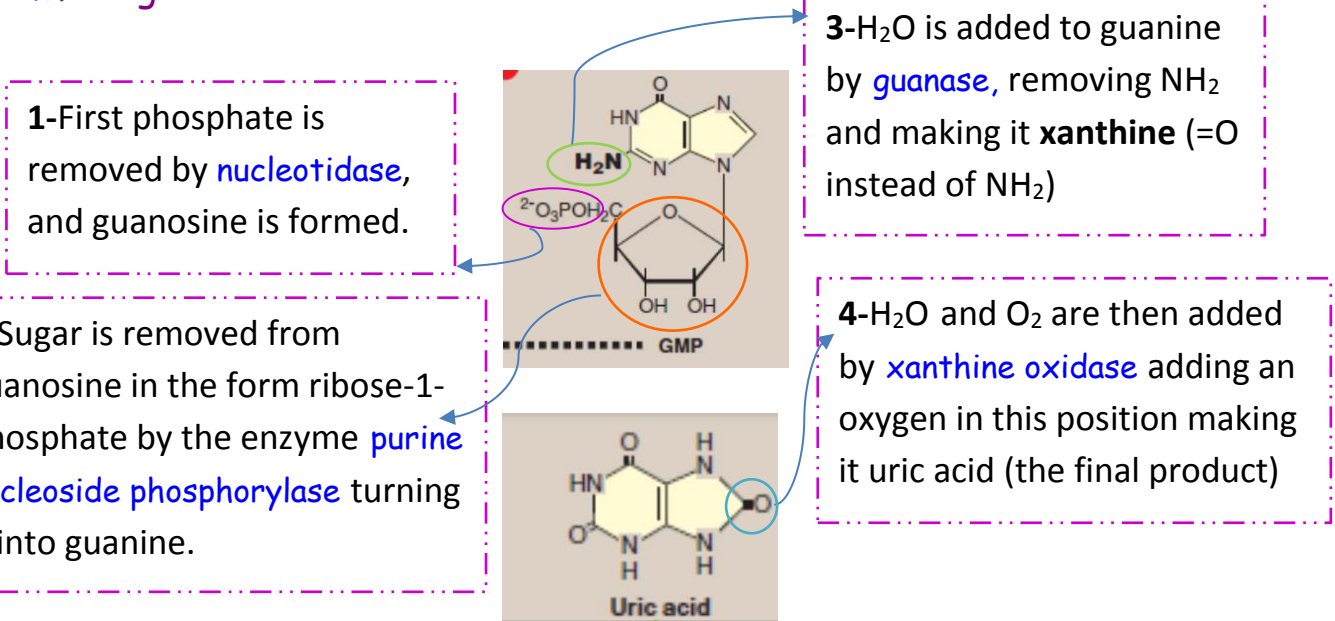 1-First phosphate is
removed by nucleotidase,
and guanosine is formed.
Sugar is removed from
in the form ribose-1-
by the enzyme purine
phosphorylase turning
into guanine.
3-H₂O is added to guanine
by guanase, removing NH₂
and making it xanthine (=O
instead of NH₂)
4-H₂O and O₂ are then added
by xanthine oxidase adding an
oxygen in this position making
it uric acid (the final product)
O
N
HN
H₂N
N
N
²⁻O₃POH₂C
O
OH OH
GMP
O
H
N
HN
O
O
N
N
H
H
Uric acid